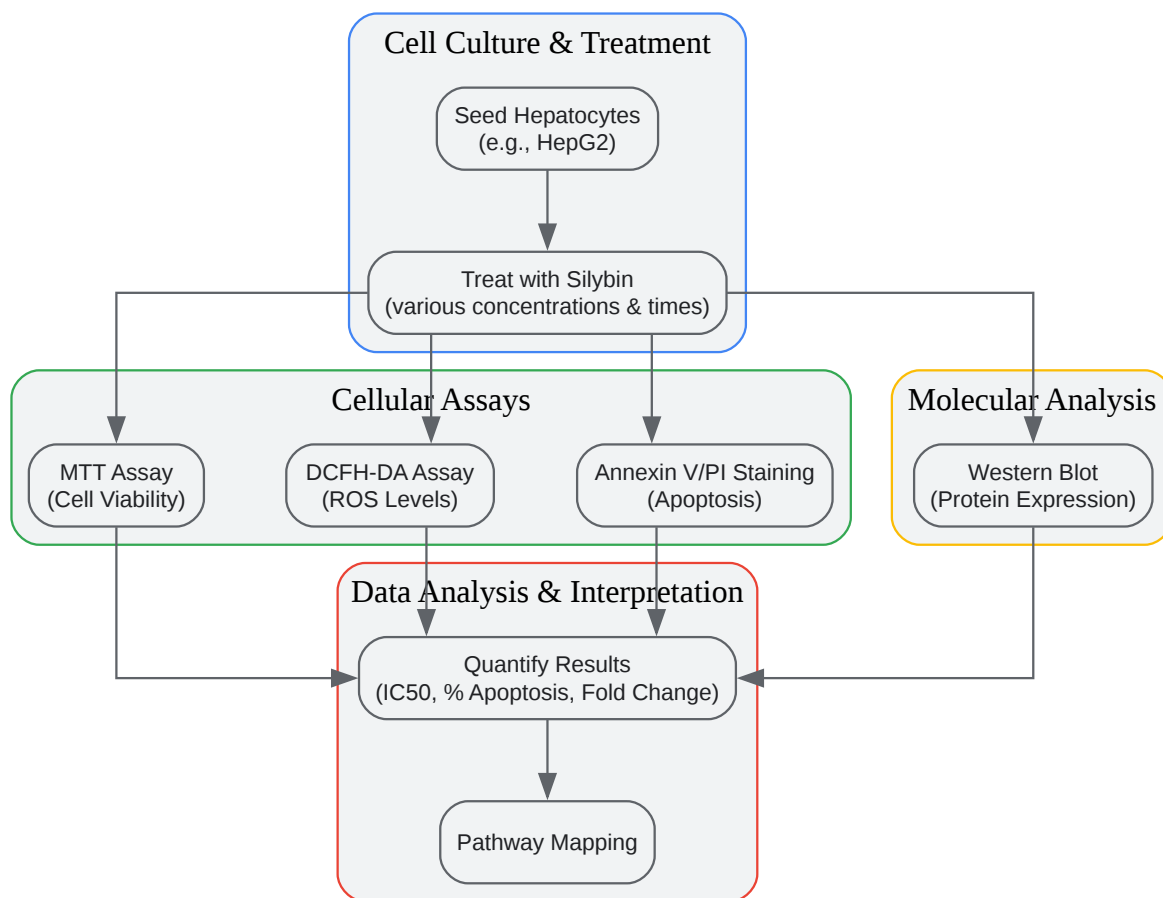 Cell Culture & Treatment
Seed Hepatocytes
(e.g., HepG2)
Treat with Silybin
(various concentrations & times)
Cellular Assays
Molecular Analysis
MTT Assay
(Cell Viability)
DCFH-DA Assay
(ROS Levels)
Annexin V/PI Staining
(Apoptosis)
Western Blot
(Protein Expression)
Data Analysis & Interpretation
Quantify Results
(IC50, % Apoptosis, Fold Change)
Pathway Mapping